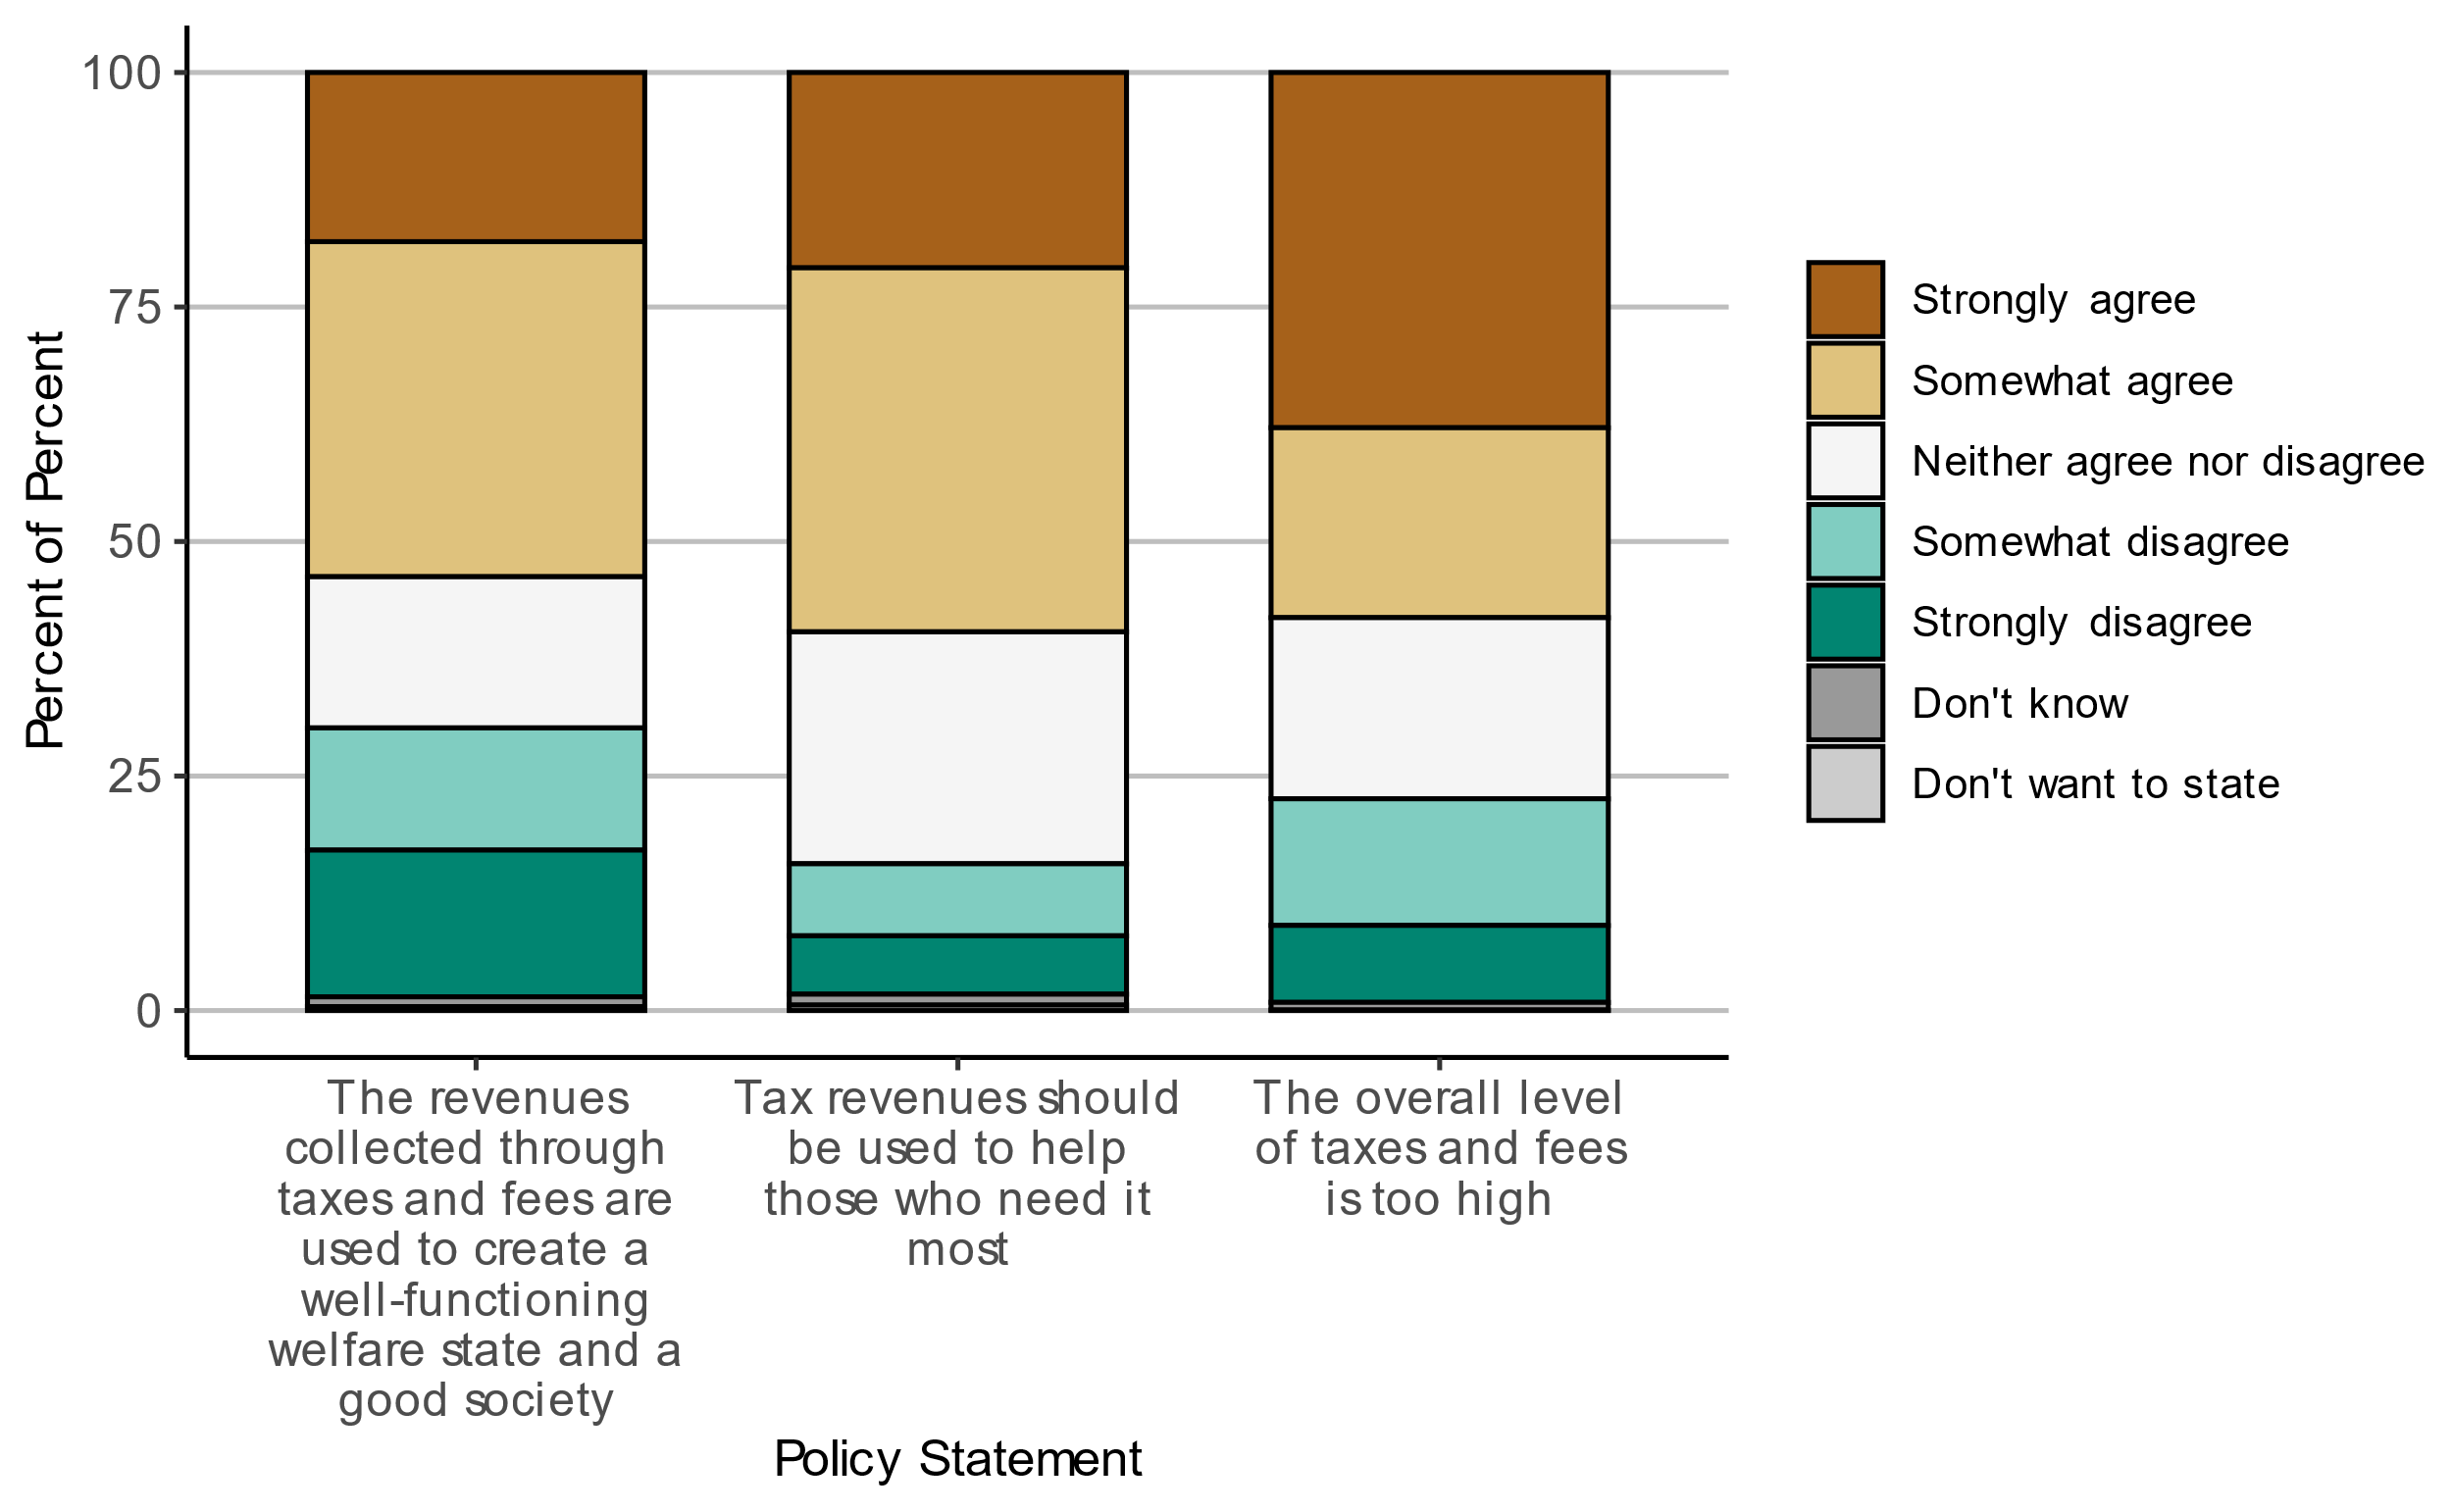 Percent of Percent
100
75
50
25
0
The revenues
collected through
taxes and fees are
used to create a
well-functioning
welfare state and a
good society
Tax revenues should
be used to help
those who need it
most
The overall level
of taxes and fees
is too high
Policy Statement
Strongly agree
Somewhat agree
Neither agree nor disagree
Somewhat disagree
Strongly disagree
Don't know
Don't want to state